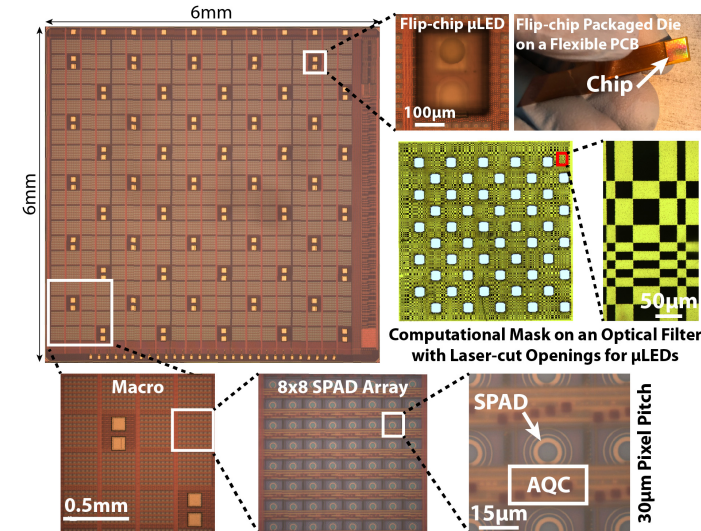 6mm
6mm
Flip-chip µLED
100µm
Flip-chip Packaged Die
on a Flexible PCB
Chip
50µm
Computational Mask on an Optical Filter
with Laser-cut Openings for µLEDs
Macro
0.5mm
8x8 SPAD Array
SPAD
AQC
15µm
30µm Pixel Pitch